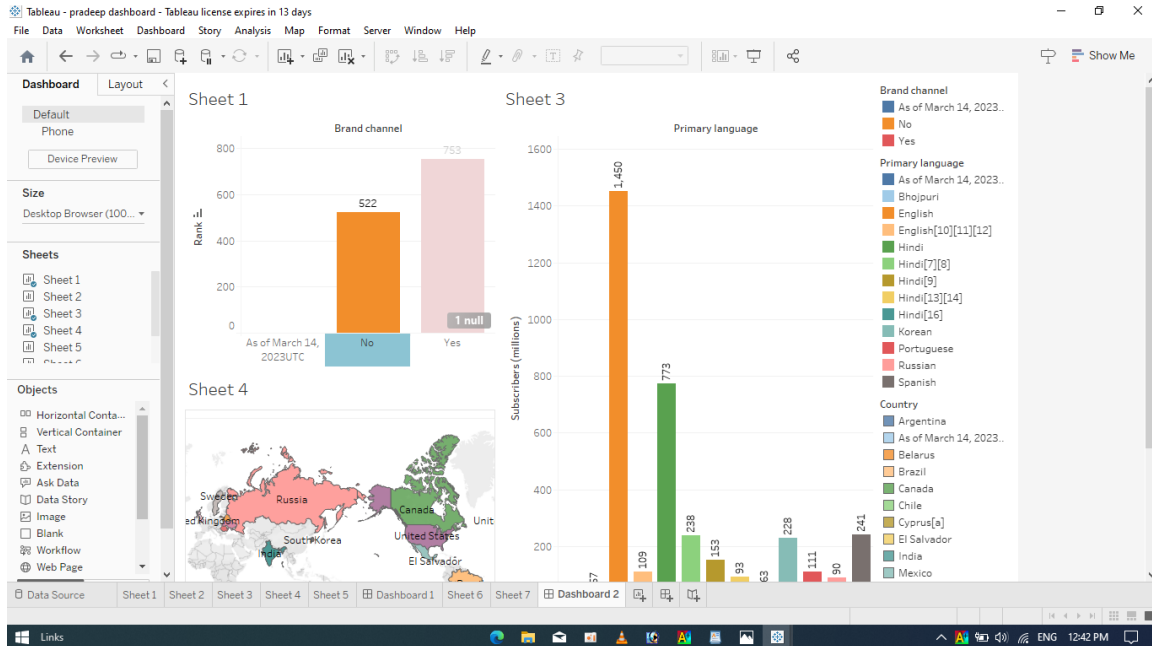 Tableau - pradeep dashboard - Tableau license expires in 13 days
File Data Worksheet Dashboard Story Analysis Map Format Server Window Help
Show Me
Dashboard Layout
Default
Phone
Device Preview
Size
Desktop Browser (100...
Sheets
Sheet 1
Sheet 2
Sheet 3
Sheet 4
Sheet 5
Objects
Horizontal Conta...
Vertical Container
Text
Extension
Ask Data
Data Story
Image
Blank
Workflow
Web Page
Sheet 1
Brand channel
Rank
800
600
400
200
0
753
522
1 null
As of March 14, 2023UTC
No
Yes
Sheet 4
Sweden
Russia
Canada
ed Kingdom
South Korea
United States
Unit
India
El Salvador
Sheet 3
Primary language
Subscribers (millions)
1600
1400
1200
1000
800
600
400
200
1,450
109
773
238
153
93
63
228
111
90
241
Brand channel
As of March 14, 2023..
No
Yes
Primary language
As of March 14, 2023..
Bhojpuri
English
English[10][11][12]
Hindi
Hindi[7][8]
Hindi[9]
Hindi[13][14]
Hindi[16]
Korean
Portuguese
Russian
Spanish
Country
Argentina
As of March 14, 2023..
Belarus
Brazil
Canada
Chile
Cyprus[a]
El Salvador
India
Mexico
Data Source Sheet 1 Sheet 2 Sheet 3 Sheet 4 Sheet 5 Dashboard 1 Sheet 6 Sheet 7 Dashboard 2
Links
ENG 12:42 PM